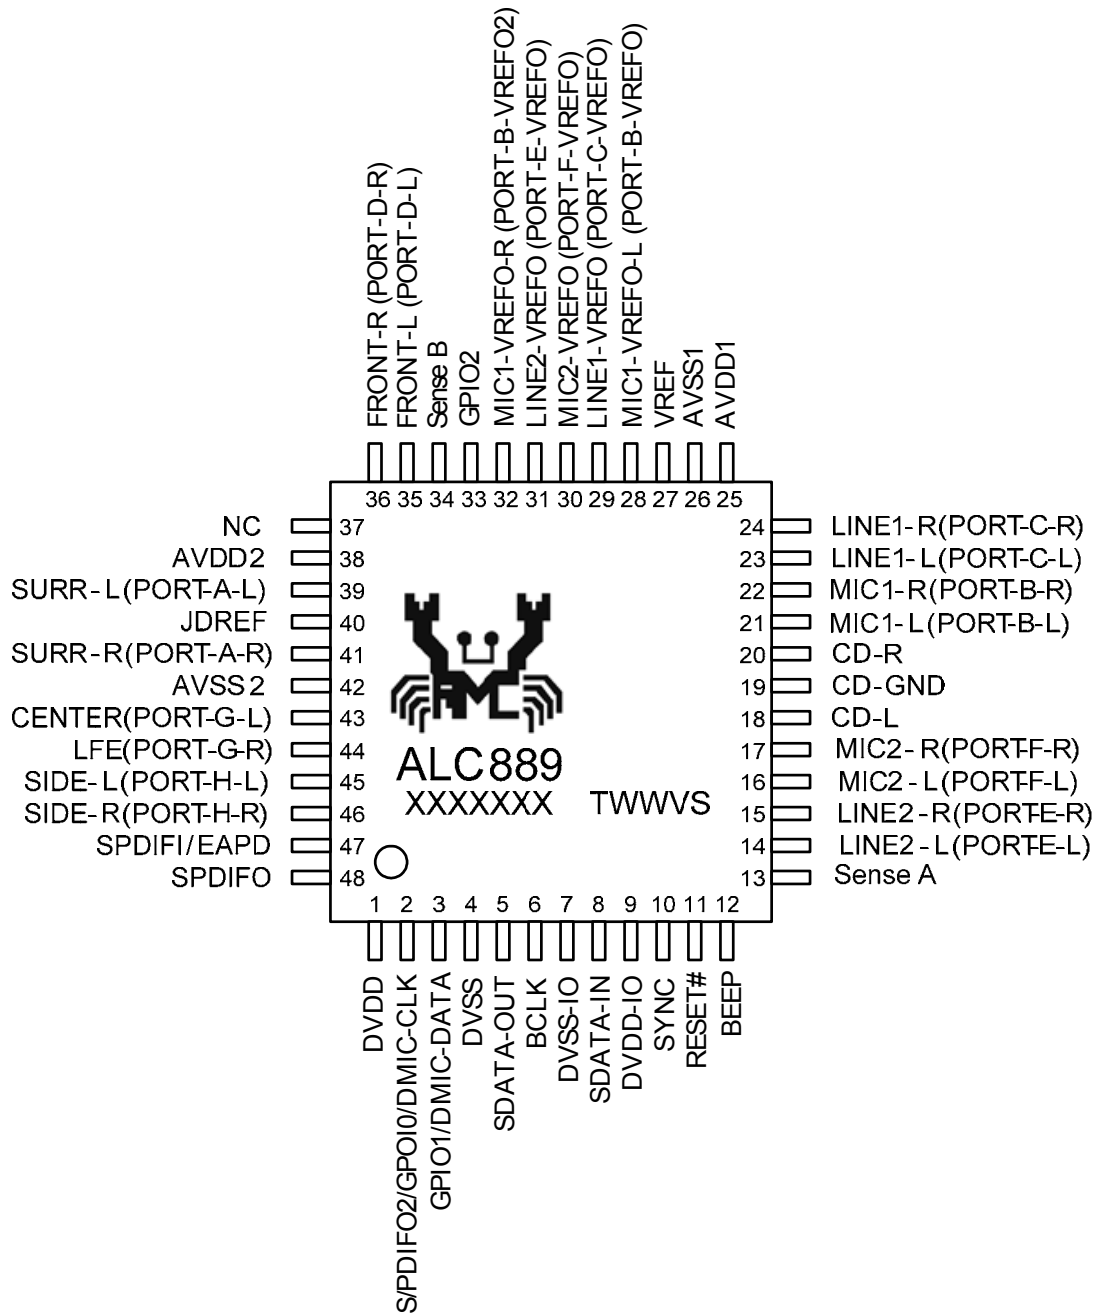 FRONT-R (PORT-D-R)
FRONT-L (PORT-D-L)
Sense B
GPIO2
MIC1-VREFO-R (PORT-B-VREFO2)
LINE2-VREFO (PORT-E-VREFO)
MIC2-VREFO (PORT-F-VREFO)
LINE1-VREFO (PORT-C-VREFO)
MIC1-VREFO-L (PORT-B-VREFO)
VREF
AVSS1
AVDD1
36 35 34 33 32 31 30 29 28 27 26 25
NC 37
AVDD2 38
SURR-L(PORT-A-L) 39
JDREF 40
SURR-R(PORT-A-R) 41
AVSS2 42
CENTER(PORT-G-L) 43
LFE(PORT-G-R) 44
SIDE-L(PORT-H-L) 45
SIDE-R(PORT-H-R) 46
SPDIFI/EAPD 47
SPDIFO 48
ALC889
XXXXXXX TWWVS
24 LINE1-R(PORT-C-R)
23 LINE1-L(PORT-C-L)
22 MIC1-R(PORT-B-R)
21 MIC1-L(PORT-B-L)
20 CD-R
19 CD-GND
18 CD-L
17 MIC2-R(PORT-F-R)
16 MIC2-L(PORT-F-L)
15 LINE2-R(PORT-E-R)
14 LINE2-L(PORT-E-L)
13 Sense A
1 2 3 4 5 6 7 8 9 10 11 12
DVDD
S/PDIFO2/GPOI0/DMIC-CLK
GPIO1/DMIC-DATA
DVSS
SDATA-OUT
BCLK
DVSS-IO
SDATA-IN
DVDD-IO
SYNC
RESET#
BEEP